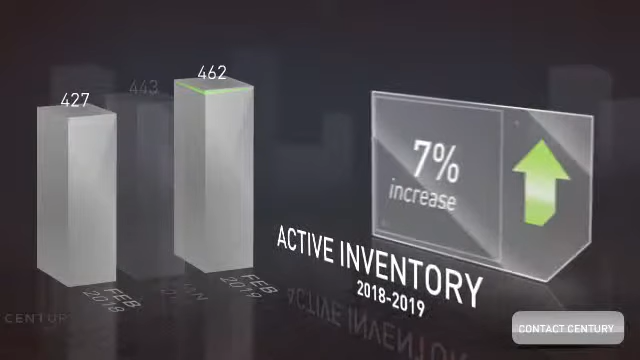 427
443
462
7%
increase
FEB
2018
FEB
2019
ACTIVE INVENTORY
2018-2019
CONTACT CENTURY